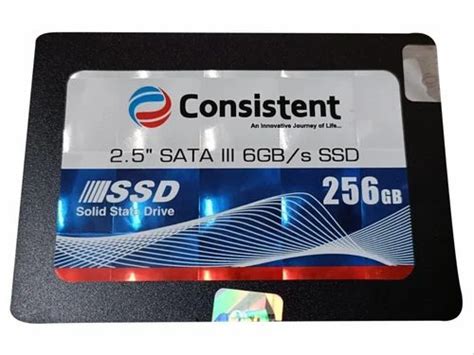 Consistent
An Innovative Journey of Life...
2.5" SATA III 6GB/s SSD
SSD
Solid State Drive
256GB